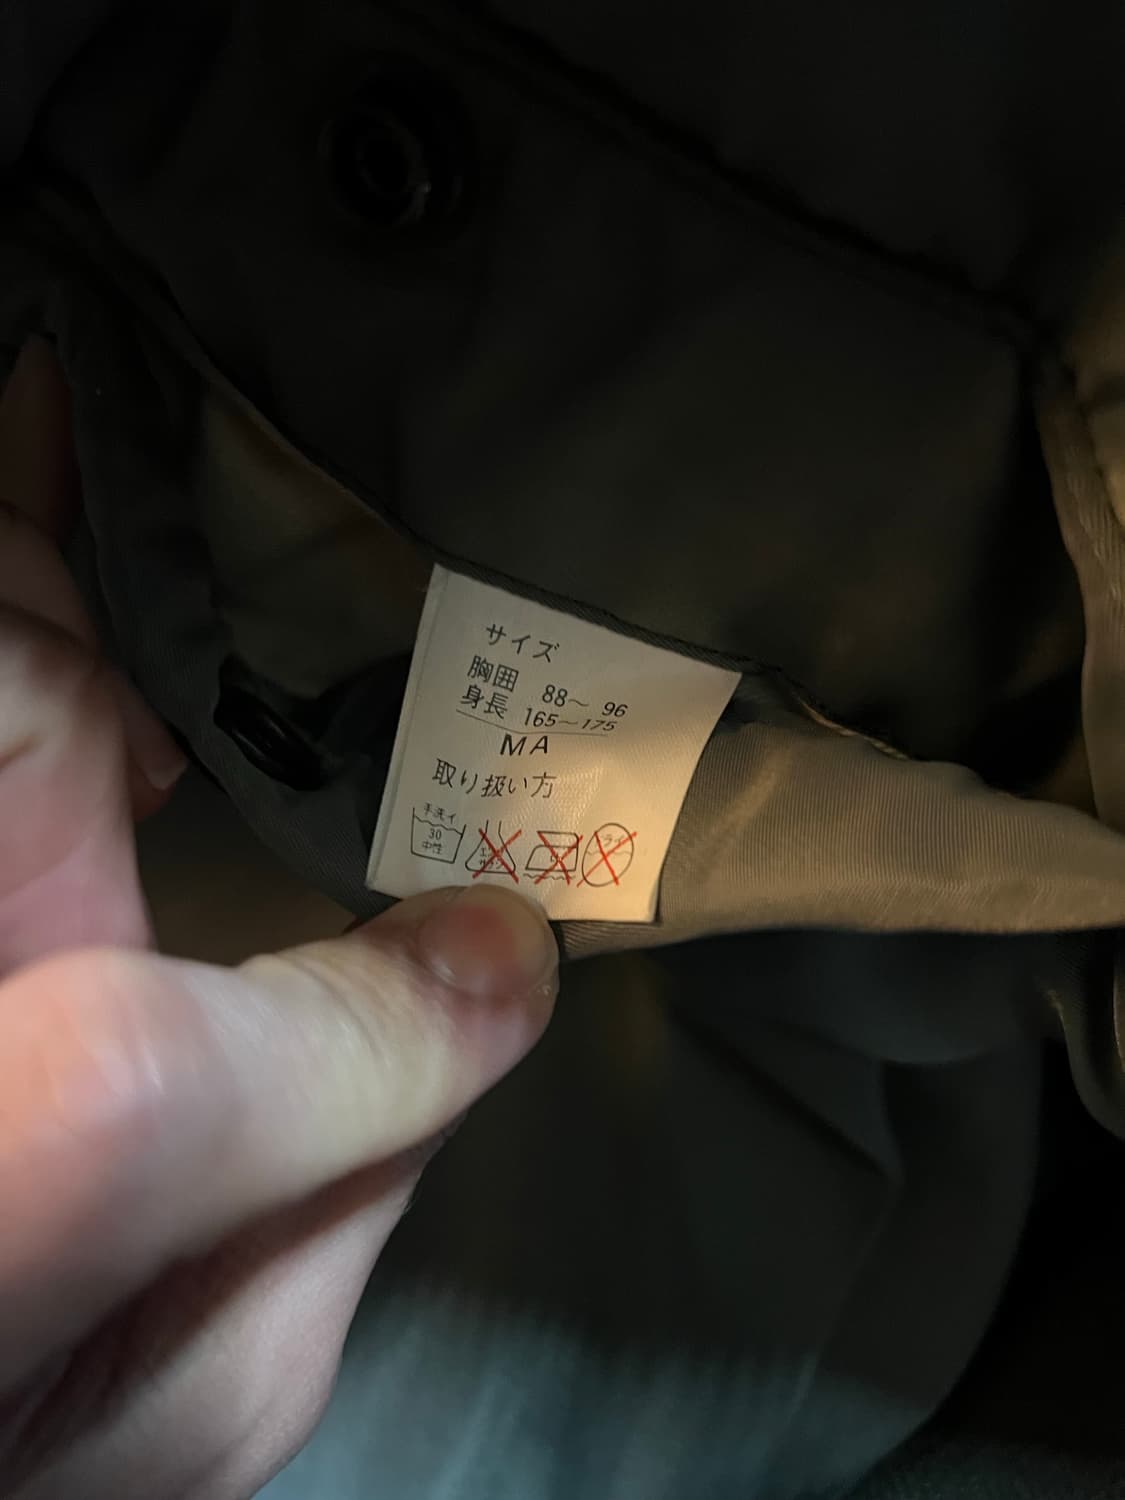 サイズ
胸囲 88～ 96
身長 165～175
MA
取り扱い方
手洗イ
30
中性